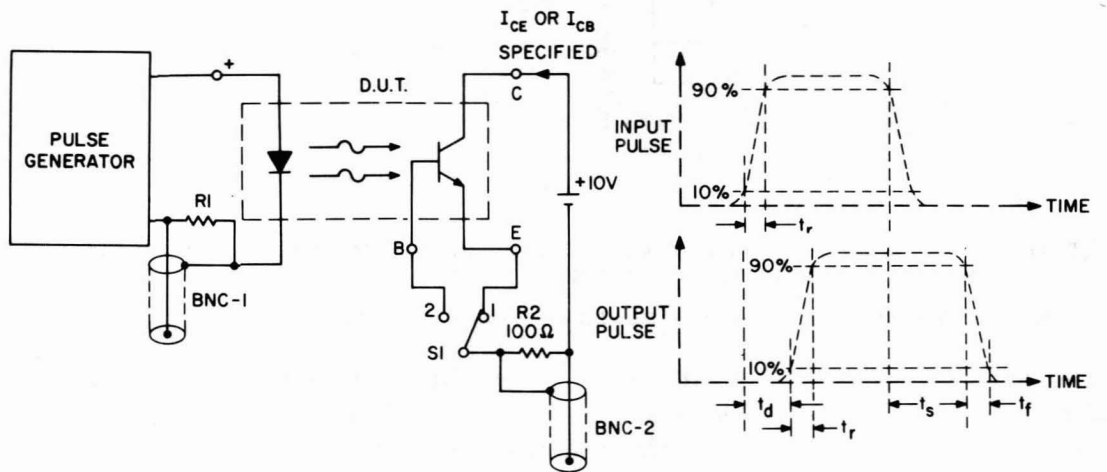 I_CE OR I_CB
SPECIFIED
+
C
D.U.T.
PULSE
GENERATOR
R1
+10V
B
E
BNC-1
2
1
R2
100Ω
S1
BNC-2
90%
INPUT
PULSE
10%
TIME
t_r
90%
OUTPUT
PULSE
10%
TIME
t_d
t_s
t_f
t_r